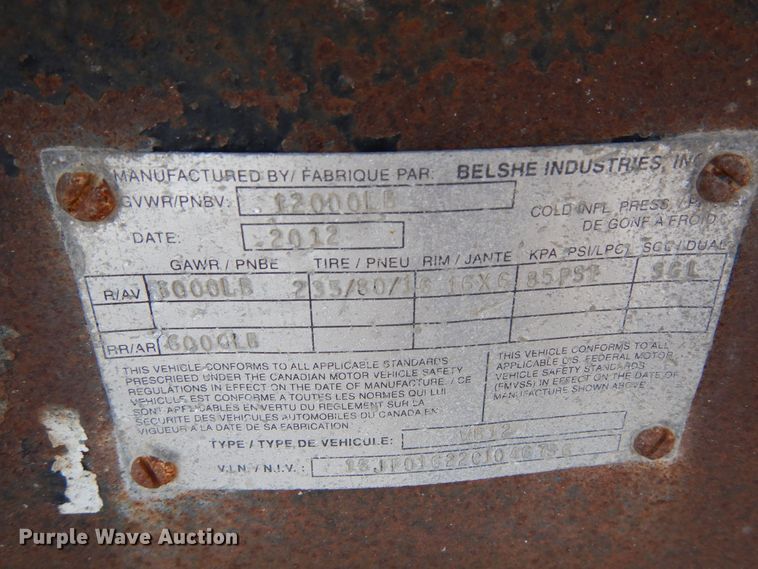 MANUFACTURED BY/ FABRIQUE PAR: BELSHE INDUSTRIES, INC
GVWR/PNBV: 12000LB
COLD INFL. PRESS. /
DE GONF A FROID
DATE: 2012
GAWR / PNBE TIRE / PNEU RIM / JANTE KPA PSI/LPC) SGL / DUAL
R/AV 6000LB 235/80/16 16X6 85PSI SGL
RR/AR 6000LB
THIS VEHICLE CONFORMS TO ALL APPLICABLE STANDARDS
PRESCRIBED UNDER THE CANADIAN MOTOR VEHICLE SAFETY
REGULATIONS IN EFFECT ON THE DATE OF MANUFACTURE. / CE
VEHICULE EST CONFORME A TOUTES LES NORMES QUI LUI
SONT APPLICABLES EN VERTU DU REGLEMENT SUR LA
SECURITE DES VEHICULES AUTOMOBILES DU CANADA EN
VIGUEUR A LA DATE DE SA FABRICATION.
THIS VEHICLE CONFORMS TO ALL
APPLICABLE U.S. FEDERAL MOTOR
VEHICLE SAFETY STANDARDS
(FMVSS) IN EFFECT ON THE DATE OF
MANUFACTURE SHOWN ABOVE
TYPE / TYPE DE VEHICULE:
V.I.N. / N.I.V. :
Purple Wave Auction